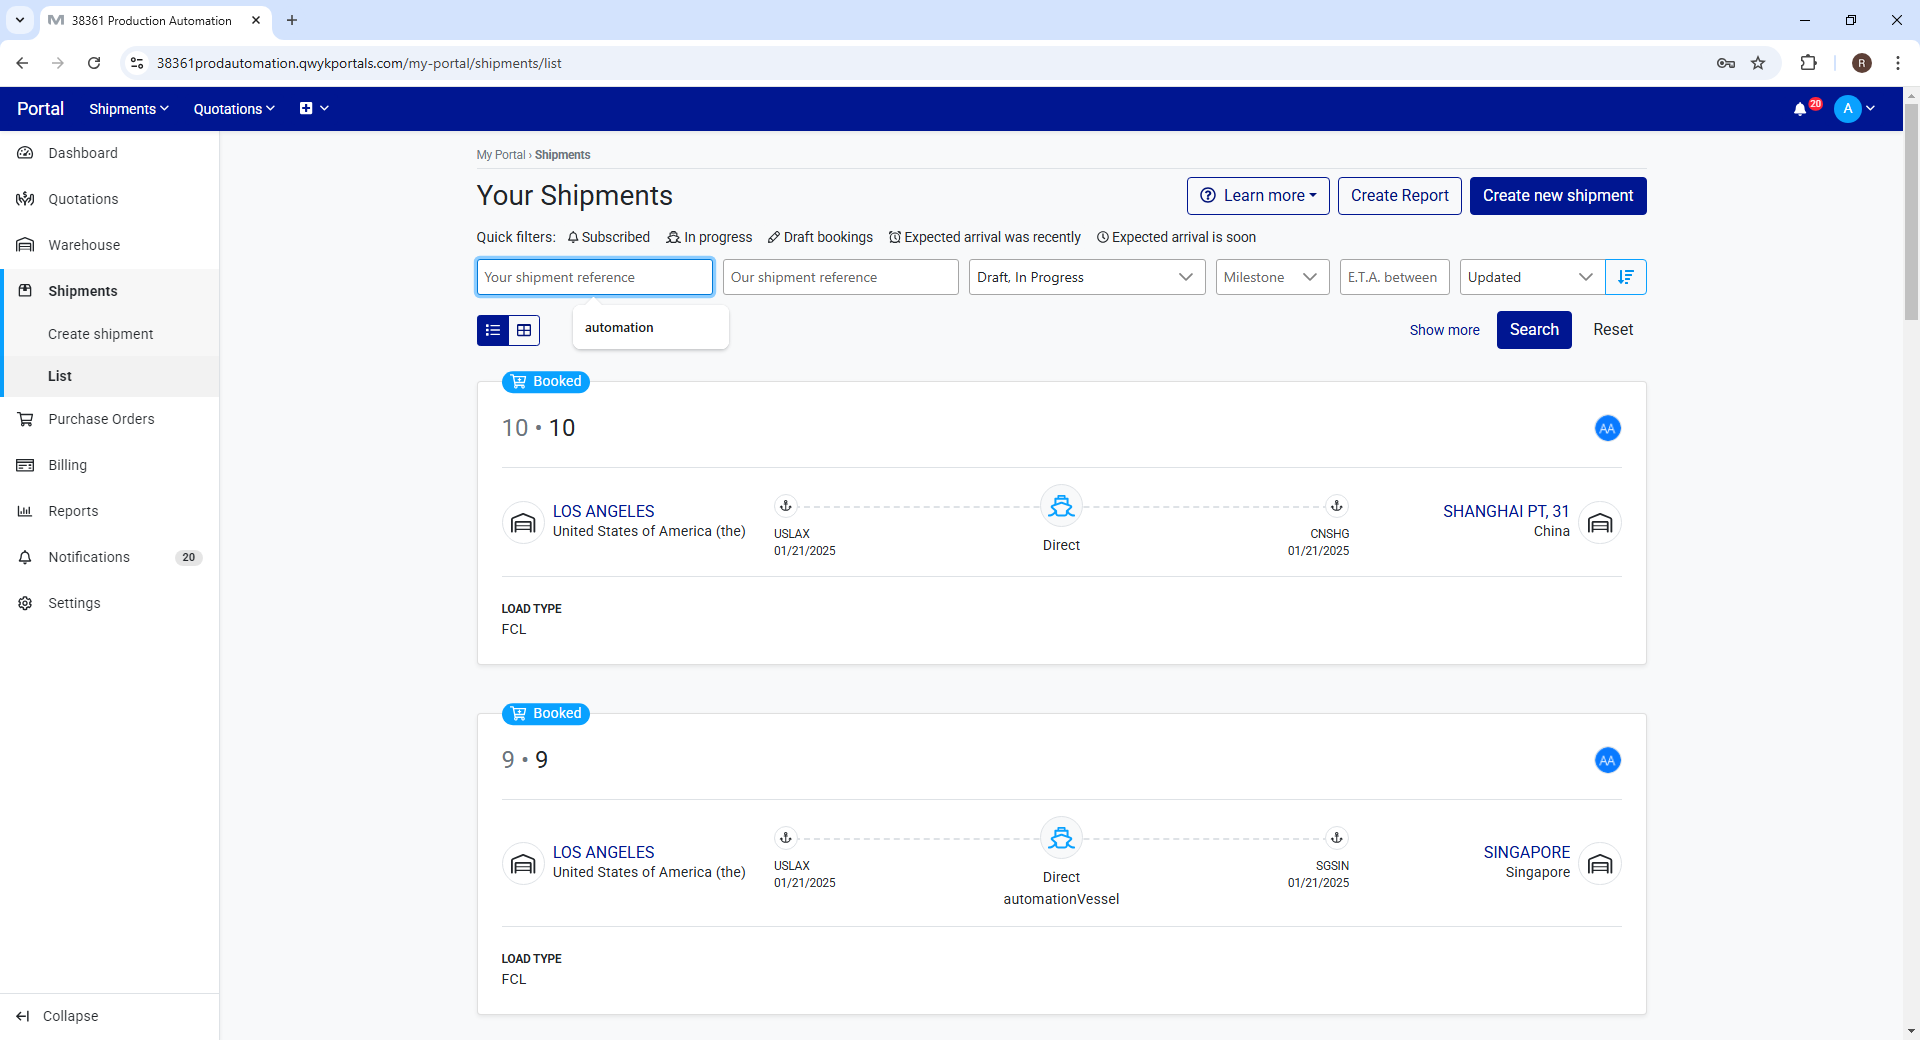 38361 Production Automation
38361prodautomation.qwykportals.com/my-portal/shipments/list
R
Portal
Shipments
Quotations
20
A
Dashboard
Quotations
Warehouse
Shipments
Create shipment
List
Purchase Orders
Billing
Reports
Notifications 20
Settings
Collapse
My Portal › Shipments
Your Shipments
Learn more
Create Report
Create new shipment
Quick filters: Subscribed In progress Draft bookings Expected arrival was recently Expected arrival is soon
Your shipment reference
Our shipment reference
Draft, In Progress
Milestone
E.T.A. between
Updated
automation
Show more
Search
Reset
Booked
10 • 10
AA
LOS ANGELES
United States of America (the)
USLAX
01/21/2025
Direct
CNSHG
01/21/2025
SHANGHAI PT, 31
China
LOAD TYPE
FCL
Booked
9 • 9
AA
LOS ANGELES
United States of America (the)
USLAX
01/21/2025
Direct
automationVessel
SGSIN
01/21/2025
SINGAPORE
Singapore
LOAD TYPE
FCL